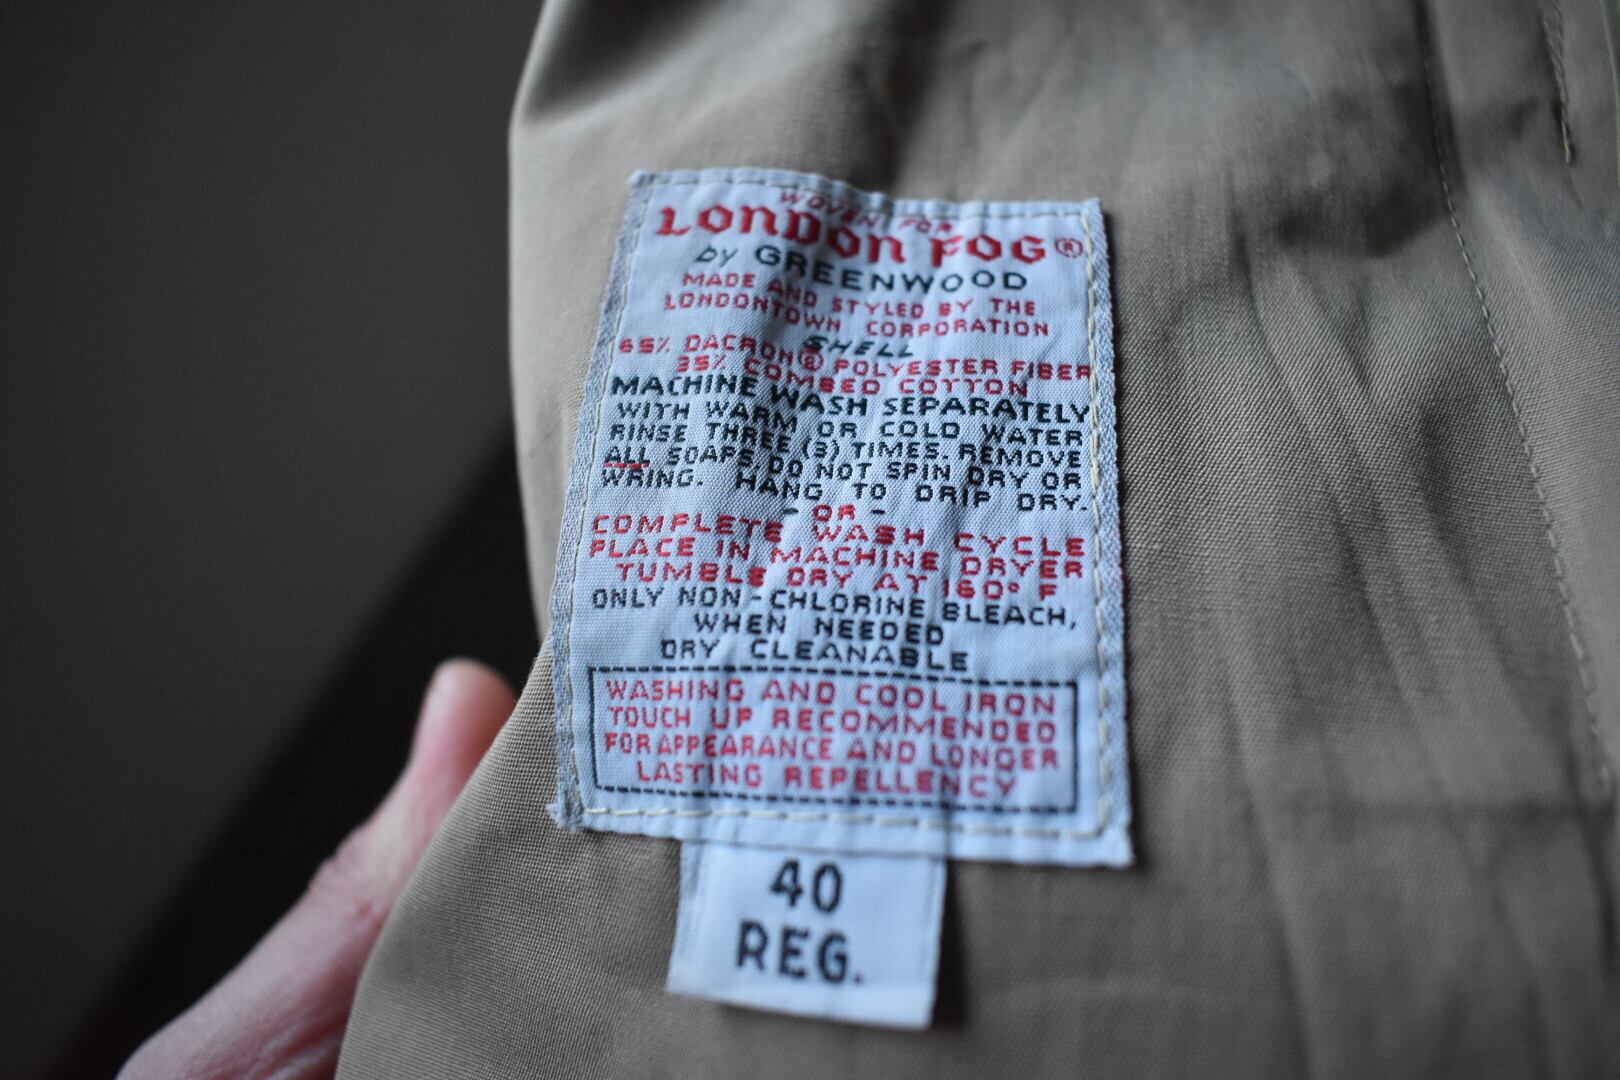 WOVEN FOR
LONDON FOG®
by GREENWOOD
MADE AND STYLED BY THE
LONDONTOWN CORPORATION
SHELL
65% DACRON® POLYESTER FIBER
35% COMBED COTTON
MACHINE WASH SEPARATELY
WITH WARM OR COLD WATER
RINSE THREE (3) TIMES. REMOVE
ALL SOAPS, DO NOT SPIN DRY OR
WRING. HANG TO DRIP DRY.
- OR -
COMPLETE WASH CYCLE
PLACE IN MACHINE DRYER
TUMBLE DRY AT 160° F
ONLY NON-CHLORINE BLEACH,
WHEN NEEDED
DRY CLEANABLE
WASHING AND COOL IRON
TOUCH UP RECOMMENDED
FOR APPEARANCE AND LONGER
LASTING REPELLENCY
40
REG.